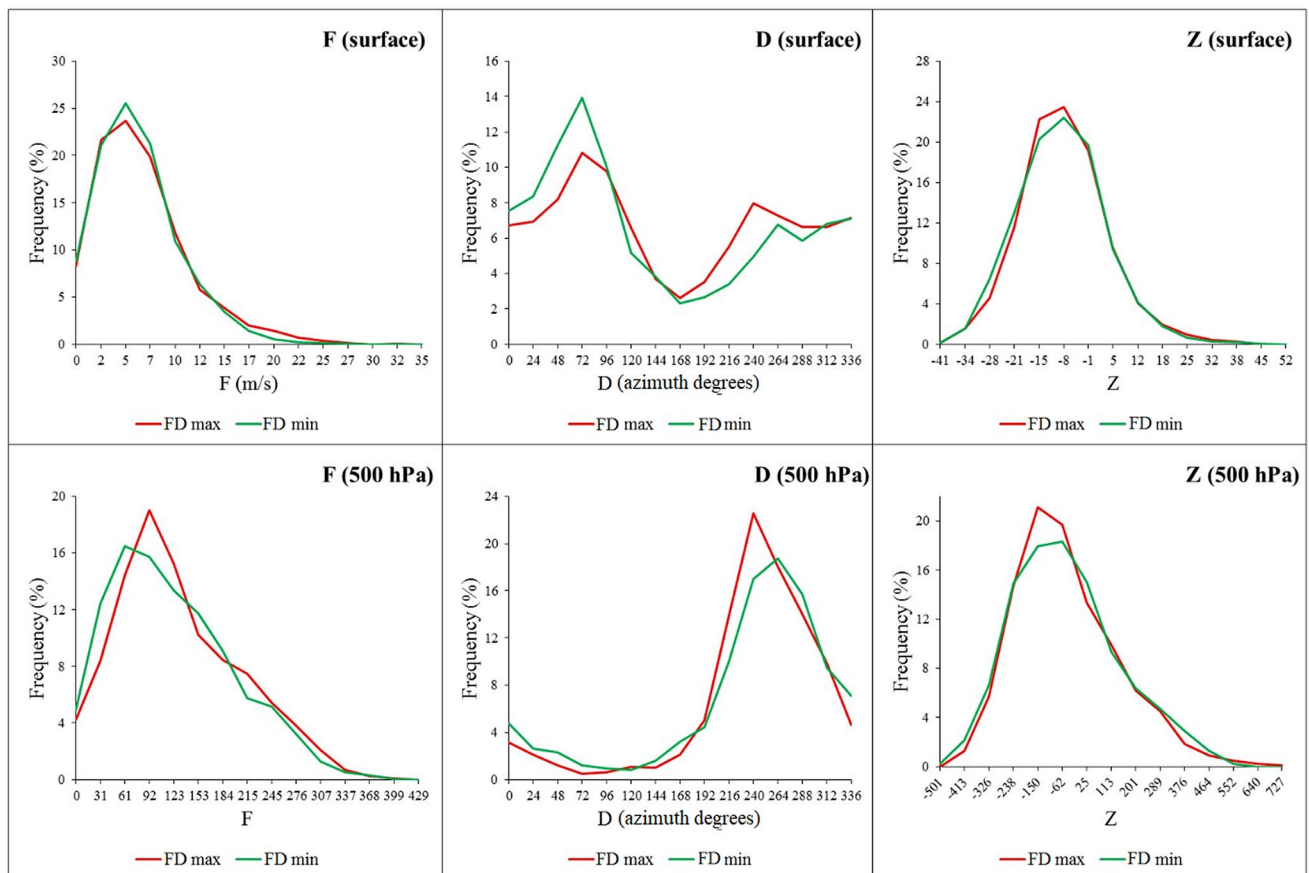 F (surface)
Frequency (%)
30
25
20
15
10
5
0
0 2 5 7 10 12 15 17 20 22 25 27 30 32 35
F (m/s)
FD max FD min
D (surface)
Frequency (%)
16
14
12
10
8
6
4
2
0
0 24 48 72 96 120 144 168 192 216 240 264 288 312 336
D (azimuth degrees)
FD max FD min
Z (surface)
Frequency (%)
28
24
20
16
12
8
4
0
-41 -34 -28 -21 -15 -8 -1 5 12 18 25 32 38 45 52
Z
FD max FD min
F (500 hPa)
Frequency (%)
20
16
12
8
4
0
0 31 61 92 123 153 184 215 245 276 307 337 368 399 429
F
FD max FD min
D (500 hPa)
Frequency (%)
24
20
16
12
8
4
0
0 24 48 72 96 120 144 168 192 216 240 264 288 312 336
D (azimuth degrees)
FD max FD min
Z (500 hPa)
Frequency (%)
20
16
12
8
4
0
-501 -413 -326 -238 -150 -62 25 113 201 289 376 464 552 640 727
Z
FD max FD min